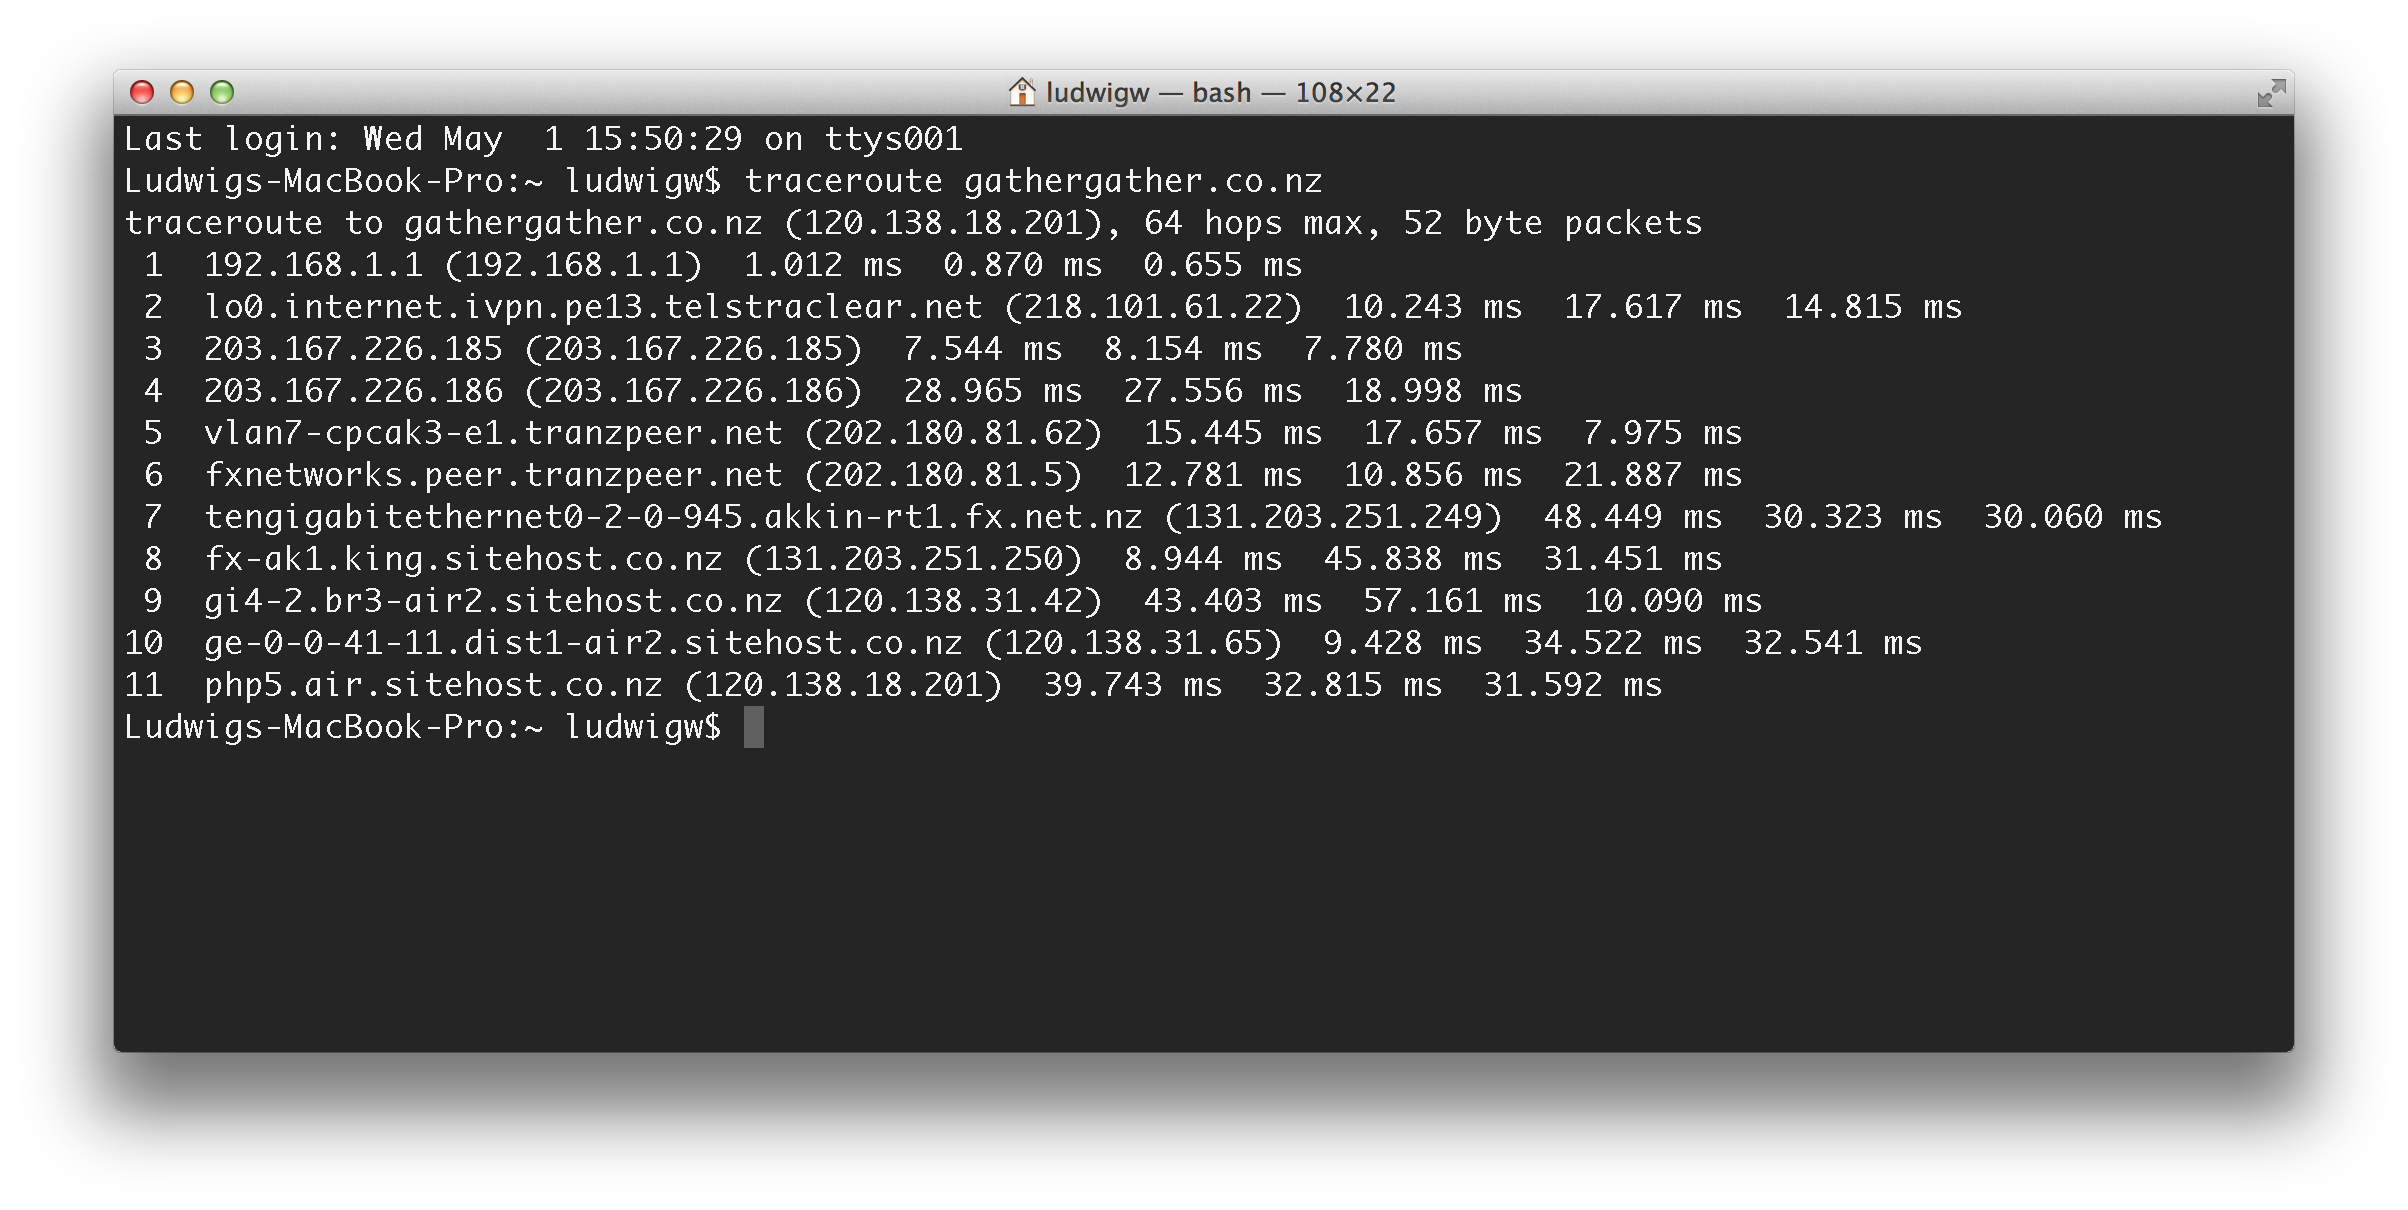 ludwigw — bash — 108×22
Last login: Wed May  1 15:50:29 on ttys001
Ludwigs-MacBook-Pro:~ ludwigw$ traceroute gathergather.co.nz
traceroute to gathergather.co.nz (120.138.18.201), 64 hops max, 52 byte packets
 1  192.168.1.1 (192.168.1.1)  1.012 ms  0.870 ms  0.655 ms
 2  lo0.internet.ivpn.pe13.telstraclear.net (218.101.61.22)  10.243 ms  17.617 ms  14.815 ms
 3  203.167.226.185 (203.167.226.185)  7.544 ms  8.154 ms  7.780 ms
 4  203.167.226.186 (203.167.226.186)  28.965 ms  27.556 ms  18.998 ms
 5  vlan7-cpcak3-e1.tranzpeer.net (202.180.81.62)  15.445 ms  17.657 ms  7.975 ms
 6  fxnetworks.peer.tranzpeer.net (202.180.81.5)  12.781 ms  10.856 ms  21.887 ms
 7  tengigabitethernet0-2-0-945.akkin-rt1.fx.net.nz (131.203.251.249)  48.449 ms  30.323 ms  30.060 ms
 8  fx-ak1.king.sitehost.co.nz (131.203.251.250)  8.944 ms  45.838 ms  31.451 ms
 9  gi4-2.br3-air2.sitehost.co.nz (120.138.31.42)  43.403 ms  57.161 ms  10.090 ms
10  ge-0-0-41-11.dist1-air2.sitehost.co.nz (120.138.31.65)  9.428 ms  34.522 ms  32.541 ms
11  php5.air.sitehost.co.nz (120.138.18.201)  39.743 ms  32.815 ms  31.592 ms
Ludwigs-MacBook-Pro:~ ludwigw$